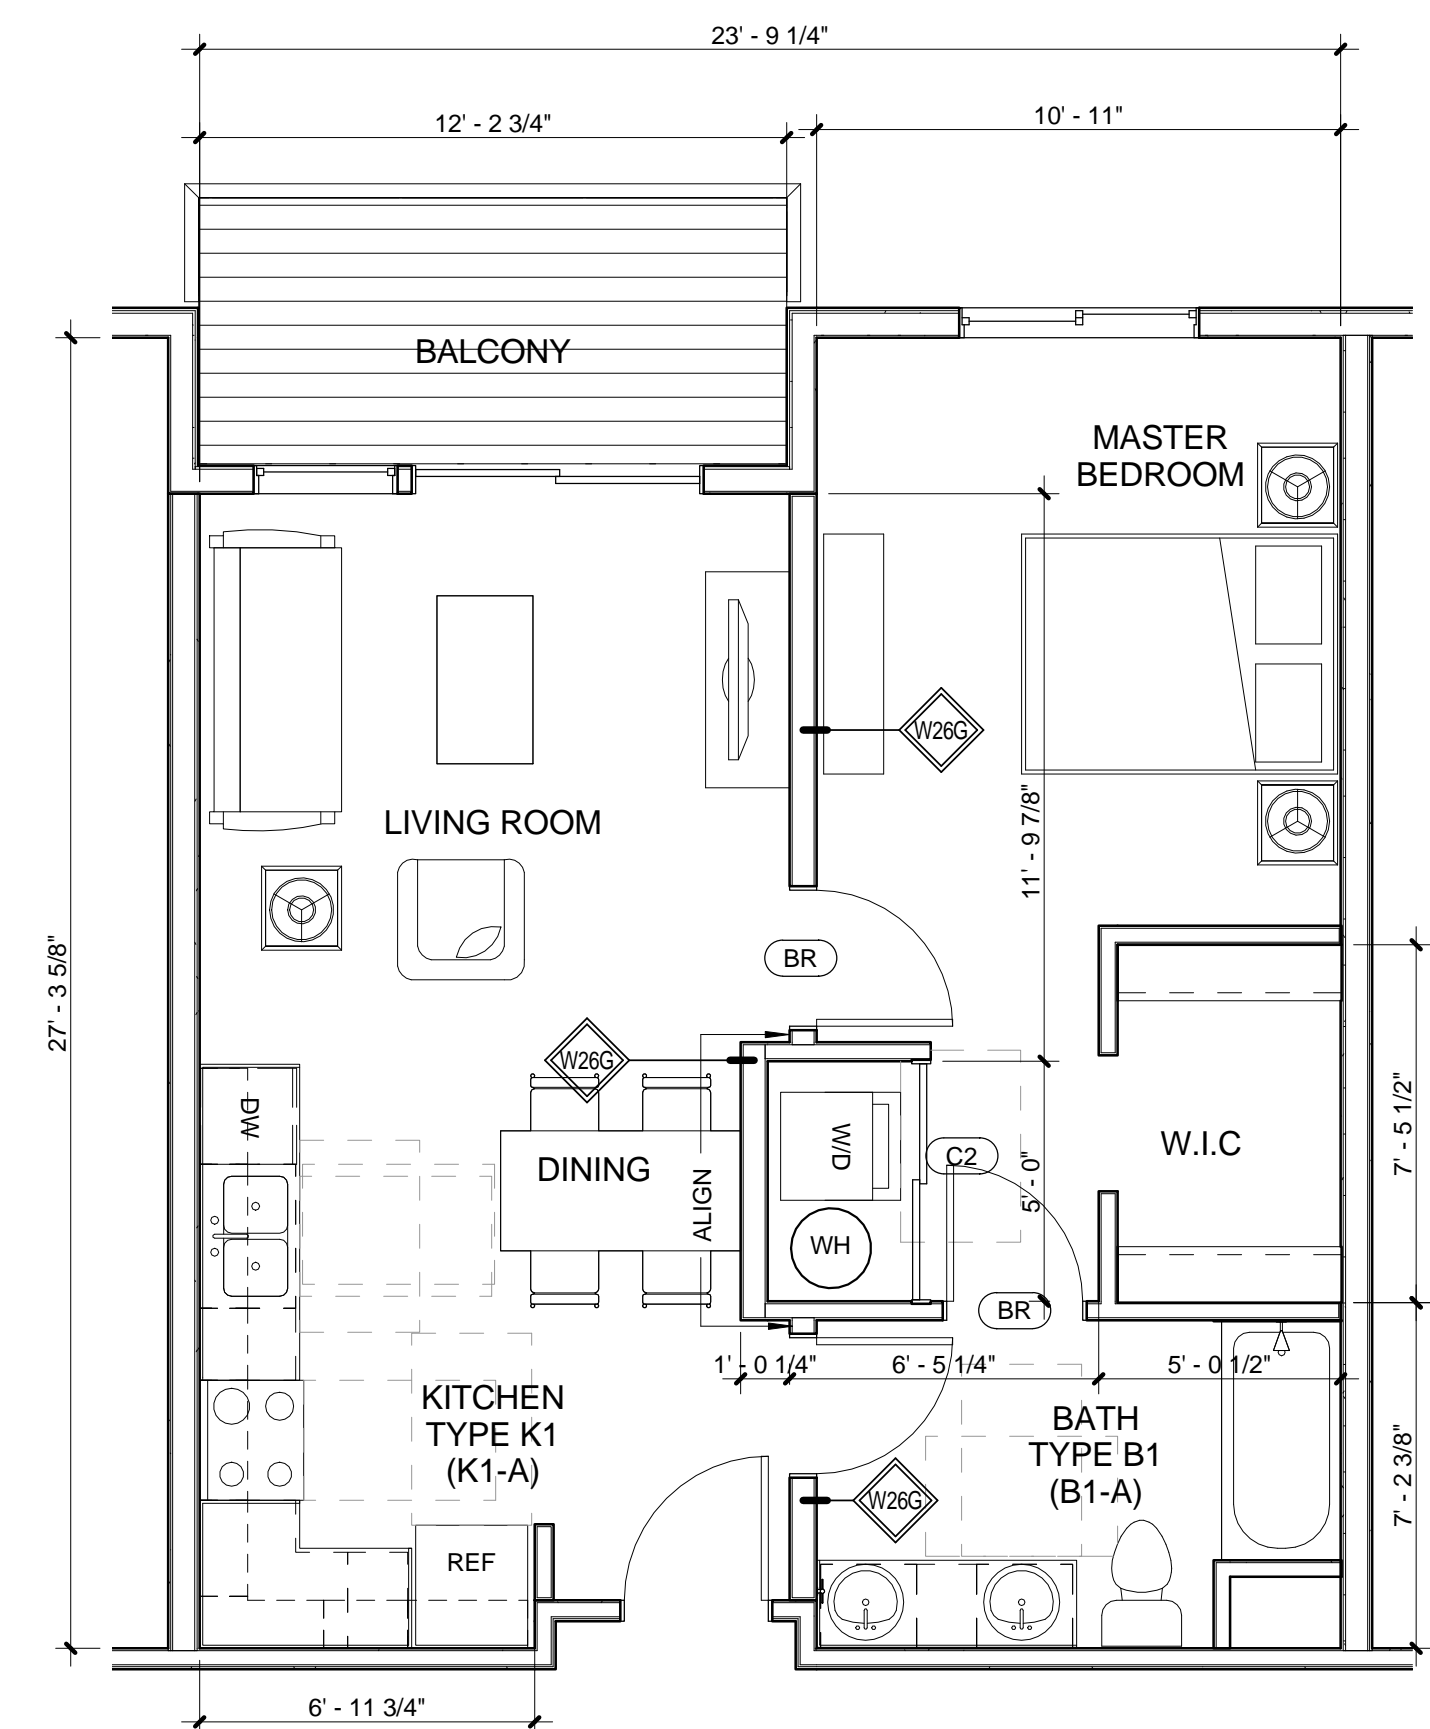 23' - 9 1/4"
12' - 2 3/4"
10' - 11"
BALCONY
MASTER
BEDROOM
W26G
LIVING ROOM
11' - 9 7/8"
27' - 3 5/8"
BR
W26G
DW
DINING
ALIGN
W/D
C2
5' - 0"
W.I.C
7' - 5 1/2"
WH
BR
1' - 0 1/4"
6' - 5 1/4"
5' - 0 1/2"
KITCHEN
TYPE K1
(K1-A)
BATH
TYPE B1
(B1-A)
7' - 2 3/8"
W26G
REF
6' - 11 3/4"